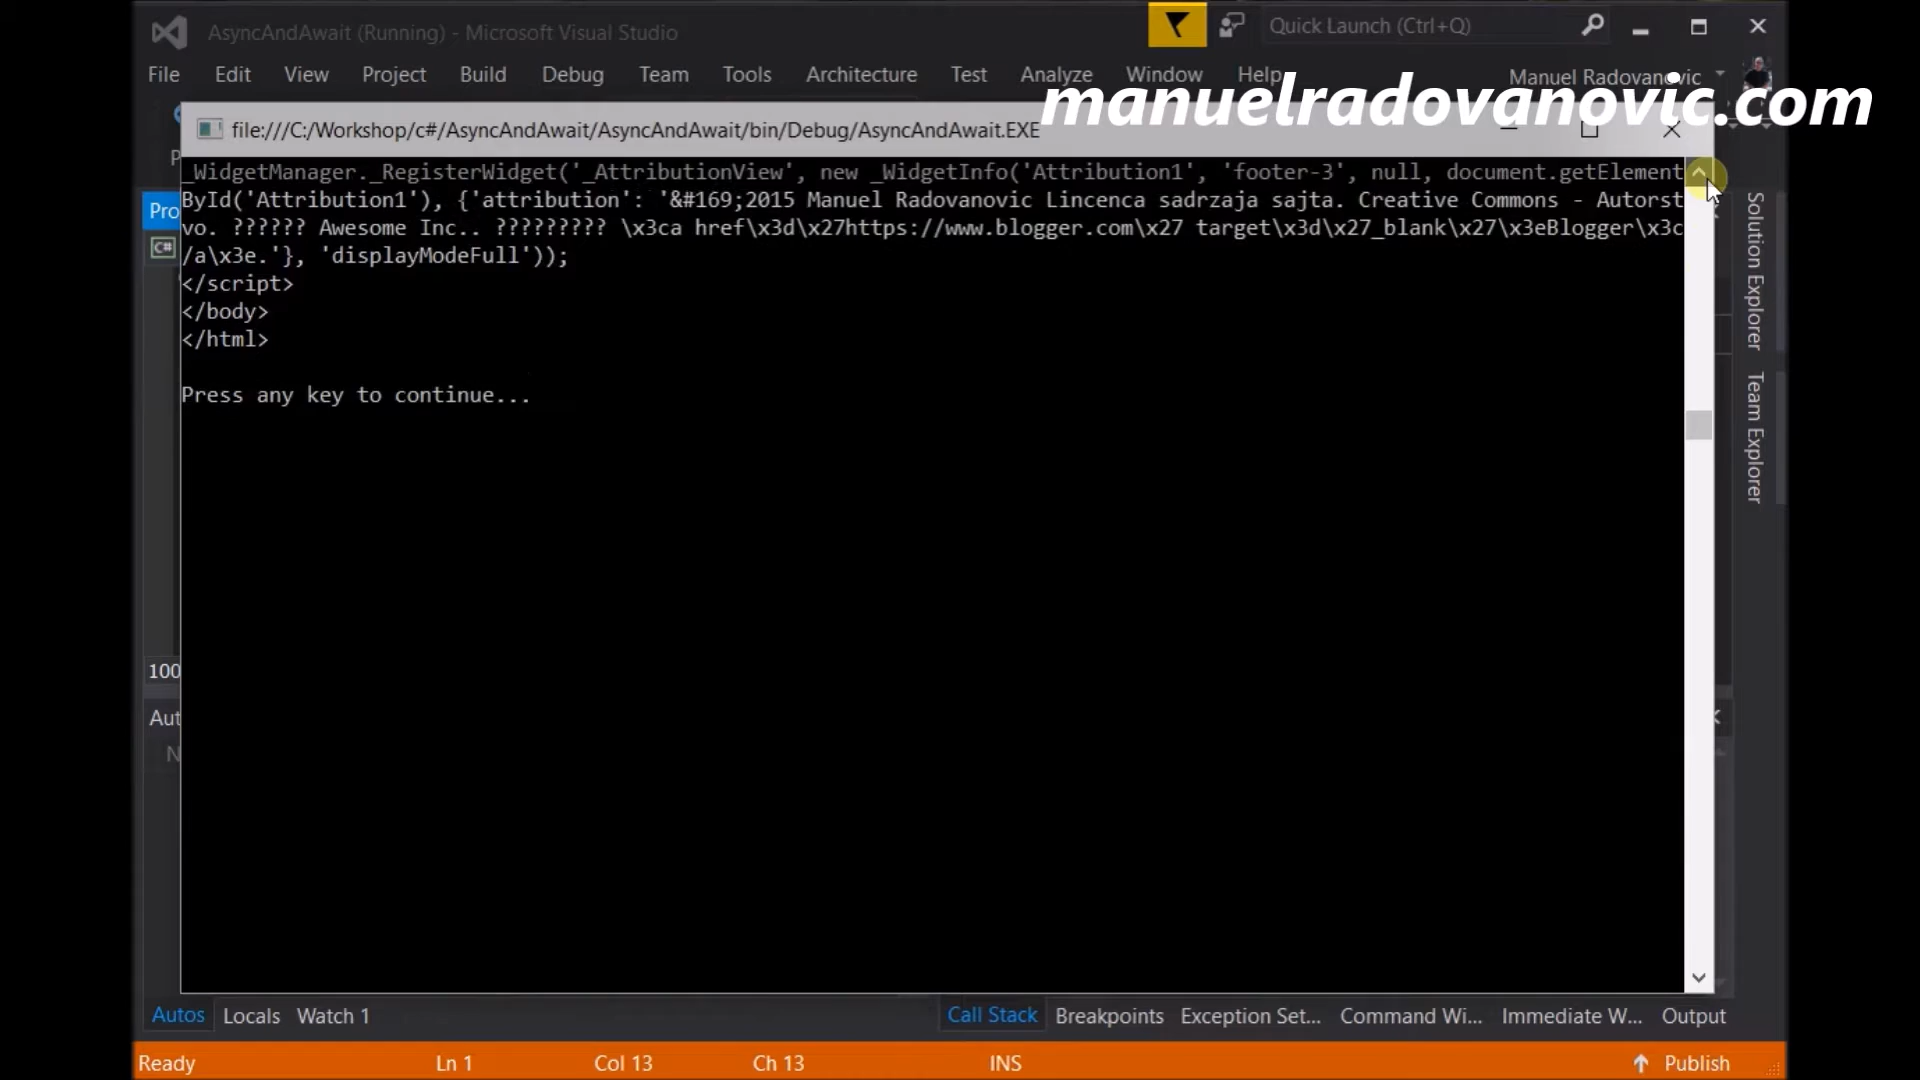 AsyncAndAwait (Running) - Microsoft Visual Studio
Quick Launch (Ctrl+Q)
File Edit View Project Build Debug Team Tools Architecture Test Analyze Window Help
Manuel Radovanovic
manuelradovanovic.com
file:///C:/Workshop/c#/AsyncAndAwait/AsyncAndAwait/bin/Debug/AsyncAndAwait.EXE
_WidgetManager._RegisterWidget('_AttributionView', new _WidgetInfo('Attribution1', 'footer-3', null, document.getElement
ById('Attribution1'), {'attribution': '&#169;2015 Manuel Radovanovic Lincenca sadrzaja sajta. Creative Commons - Autorst
vo. ?????? Awesome Inc.. ????????? \x3ca href\x3d\x27https://www.blogger.com\x27 target\x3d\x27_blank\x27\x3eBlogger\x3c
/a\x3e.'}, 'displayModeFull'));
</script>
</body>
</html>
Press any key to continue...
Pro
C#
100
Aut
N
Solution Explorer
Team Explorer
Autos Locals Watch 1
Call Stack Breakpoints Exception Set... Command Wi... Immediate W... Output
Ready Ln 1 Col 13 Ch 13 INS Publish